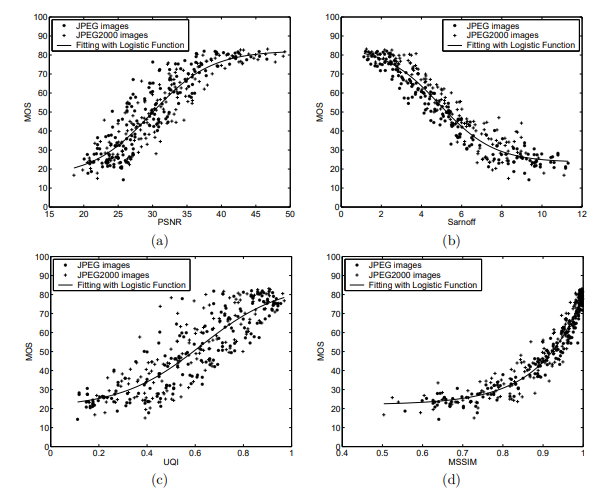 100
90
80
70
60
50
40
30
20
10
0
MOS
JPEG images
JPEG2000 images
Fitting with Logistic Function
15 20 25 30 35 40 45 50
PSNR
(a)
100
90
80
70
60
50
40
30
20
10
0
MOS
JPEG images
JPEG2000 images
Fitting with Logistic Function
0 2 4 6 8 10 12
Sarnoff
(b)
100
90
80
70
60
50
40
30
20
10
0
MOS
JPEG images
JPEG2000 images
Fitting with Logistic Function
0 0.2 0.4 0.6 0.8 1
UQI
(c)
100
90
80
70
60
50
40
30
20
10
0
MOS
JPEG images
JPEG2000 images
Fitting with Logistic Function
0.4 0.5 0.6 0.7 0.8 0.9 1
MSSIM
(d)